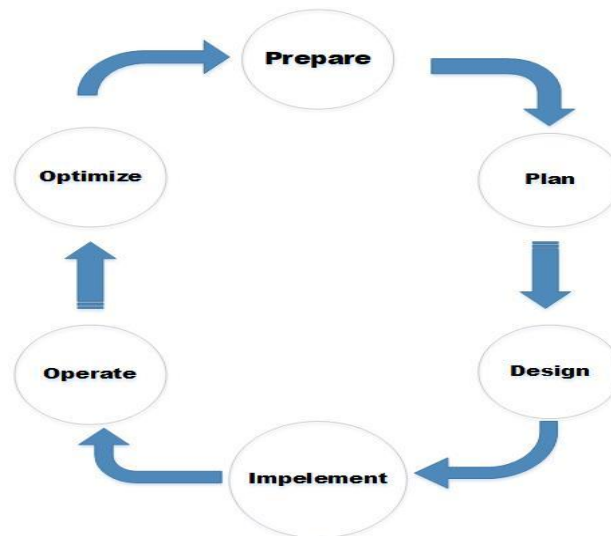 Prepare
Plan
Design
Impelement
Operate
Optimize